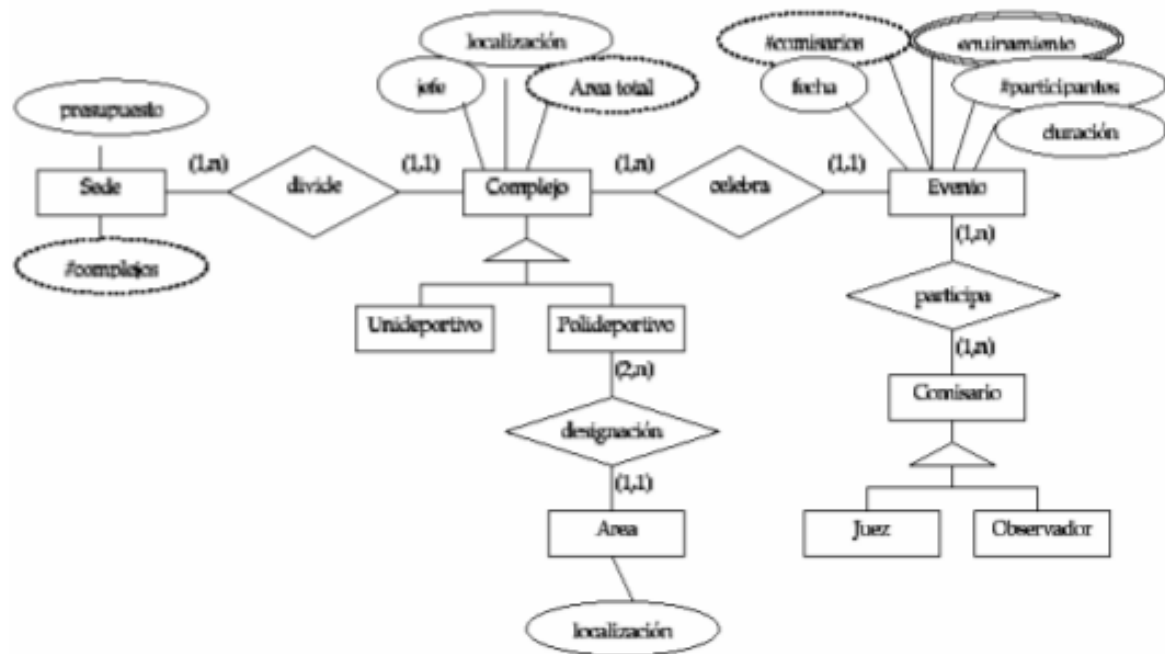 localización
#comisarios
equipamiento
jefe
Area total
fecha
#participantes
presupuesto
duración
(1,n)
(1,1)
(1,n)
(1,1)
Sede
divide
Complejo
celebra
Evento
#complejos
(1,n)
participa
Unideportivo
Polideportivo
(1,n)
(2,n)
Comisario
designación
(1,1)
Area
Juez
Observador
localización